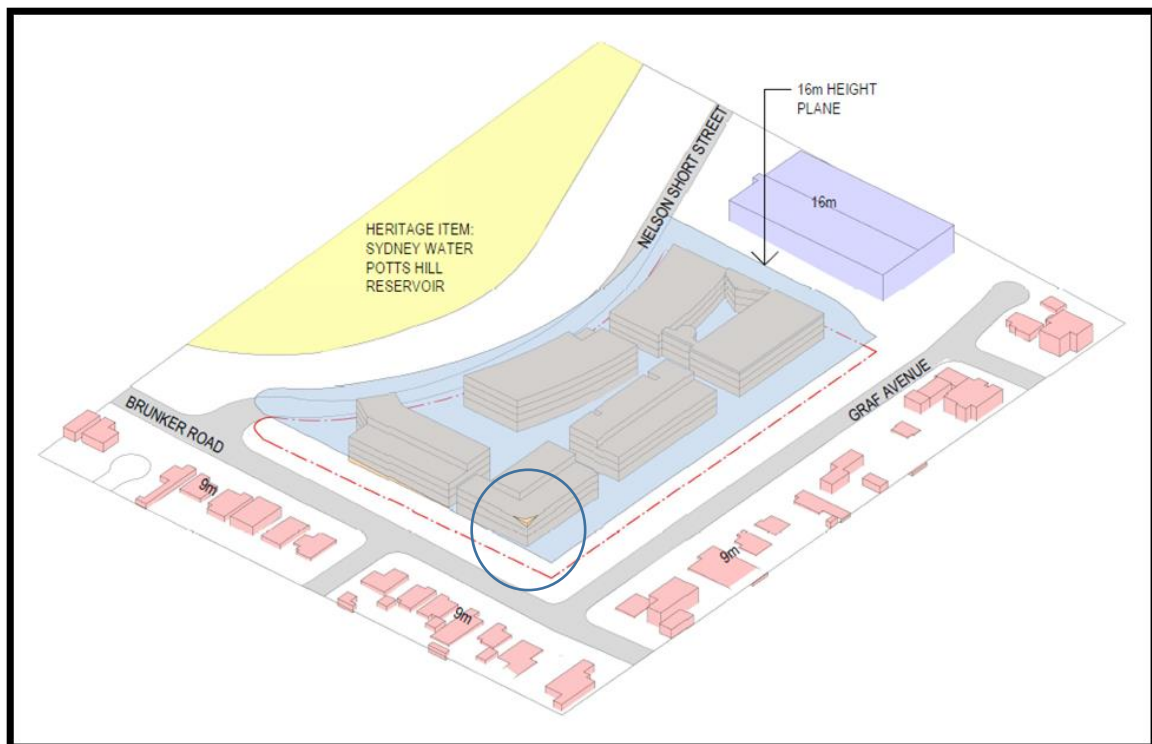 16m HEIGHT
PLANE
NELSON SHORT STREET
16m
HERITAGE ITEM:
SYDNEY WATER
POTTS HILL
RESERVOIR
BRUNKER ROAD
GRAF AVENUE
9m
9m
9m